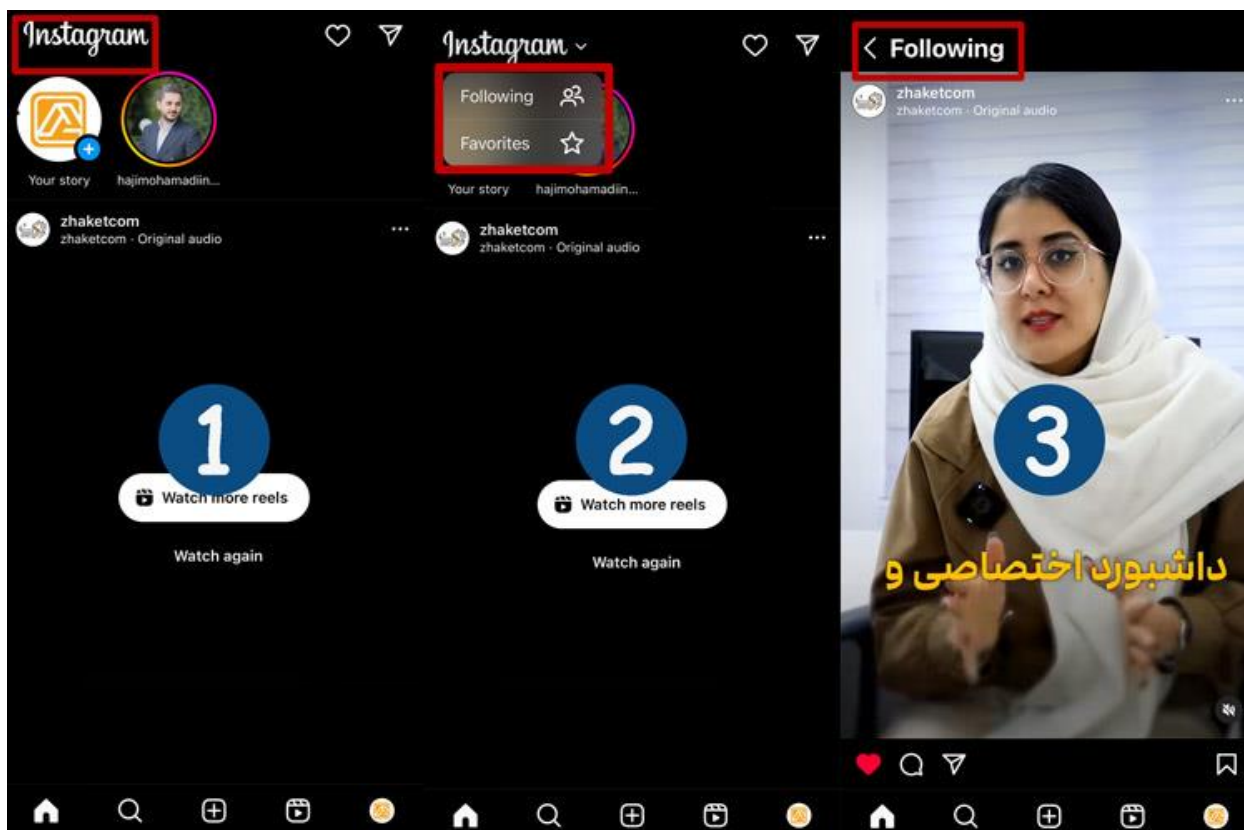 Instagram
Your story
hajimohamadiin...
zhaketcom
zhaketcom · Original audio
1
Watch more reels
Watch again
Instagram
Following
Favorites
Your story
hajimohamadiin...
zhaketcom
zhaketcom · Original audio
2
Watch more reels
Watch again
Following
zhaketcom
zhaketcom · Original audio
3
داشبورد اختصاصی و